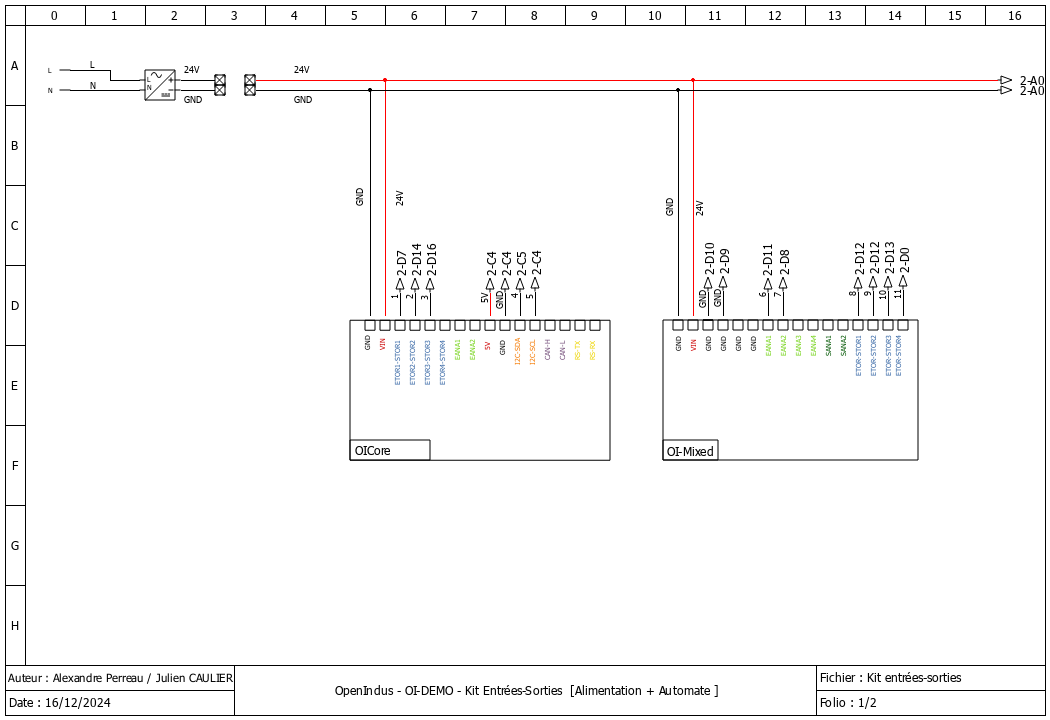 0 1 2 3 4 5 6 7 8 9 10 11 12 13 14 15 16
A
B
C
D
E
F
G
H
L L 24V 24V
N N GND GND
L
N
+
−
2-A0
2-A0
GND 24V GND 24V
2-D7 2-D14 2-D16 2-C4 2-C4 2-C5 2-C4
1 2 3 5V GND 4 5
2-D10 2-D9 2-D11 2-D8 2-D12 2-D12 2-D13 2-D0
GND GND 6 7 8 9 10 11
GND VIN ETOR1-STOR1 ETOR2-STOR2 ETOR3-STOR3 ETOR4-STOR4 EANA1 EANA2 5V GND I2C-SDA I2C-SCL CAN-H CAN-L RS-TX RS-RX
GND VIN GND GND GND GND EANA1 EANA2 EANA3 EANA4 SANA1 SANA2 ETOR-STOR1 ETOR-STOR2 ETOR-STOR3 ETOR-STOR4
OICore
OI-Mixed
Auteur : Alexandre Perreau / Julien CAULIER
Date : 16/12/2024
OpenIndus - OI-DEMO - Kit Entrées-Sorties [Alimentation + Automate ]
Fichier : Kit entrées-sorties
Folio : 1/2